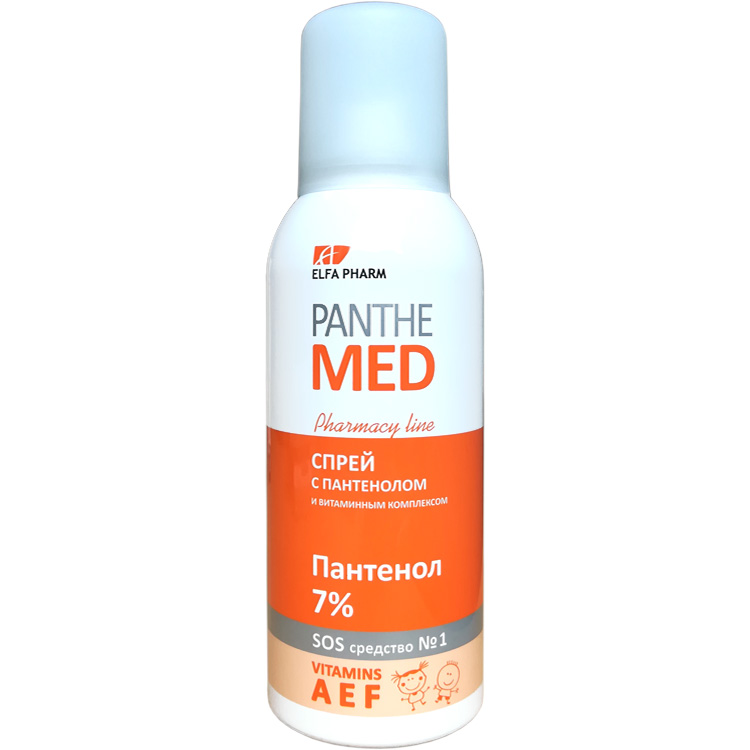 ELFA PHARM
PANTHE
MED
Pharmacy line
СПРЕЙ
С ПАНТЕНОЛОМ
И ВИТАМИННЫМ КОМПЛЕКСОМ
Пантенол
7%
SOS средство №1
VITAMINS
A E F